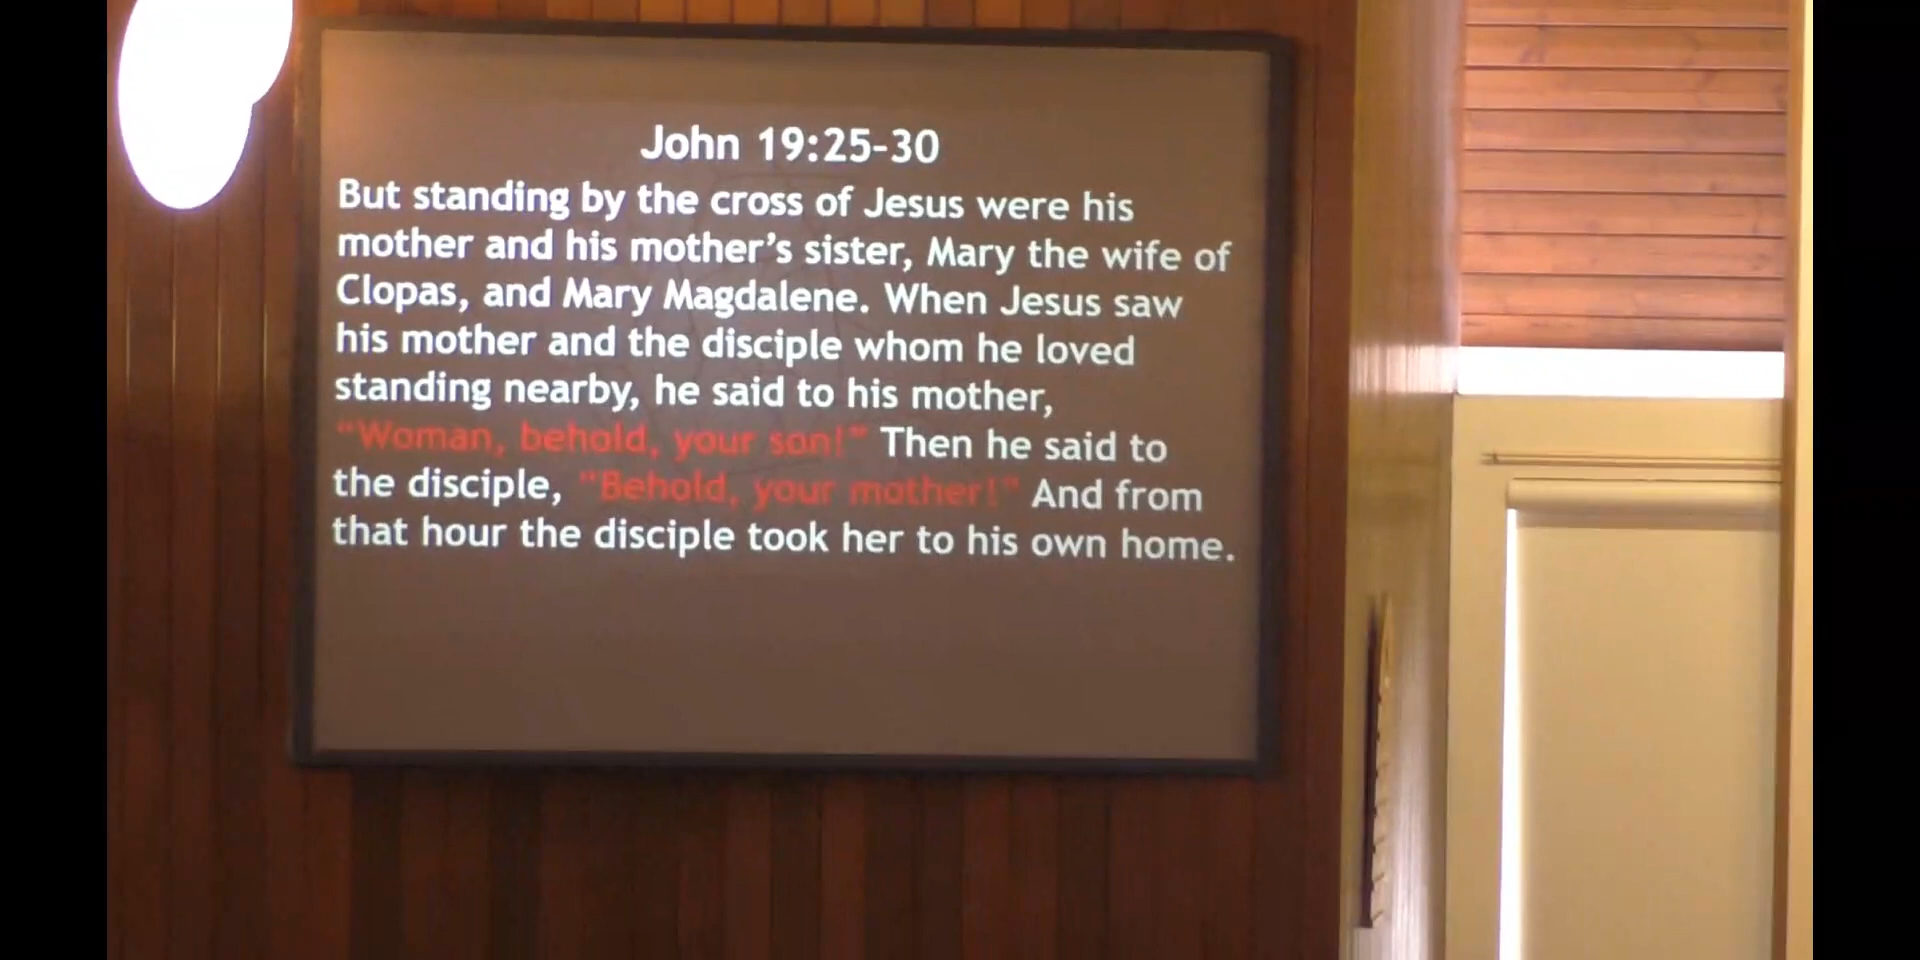 John 19:25-30
But standing by the cross of Jesus were his
mother and his mother’s sister, Mary the wife of
Clopas, and Mary Magdalene. When Jesus saw
his mother and the disciple whom he loved
standing nearby, he said to his mother,
“Woman, behold, your son!” Then he said to
the disciple, “Behold, your mother!” And from
that hour the disciple took her to his own home.